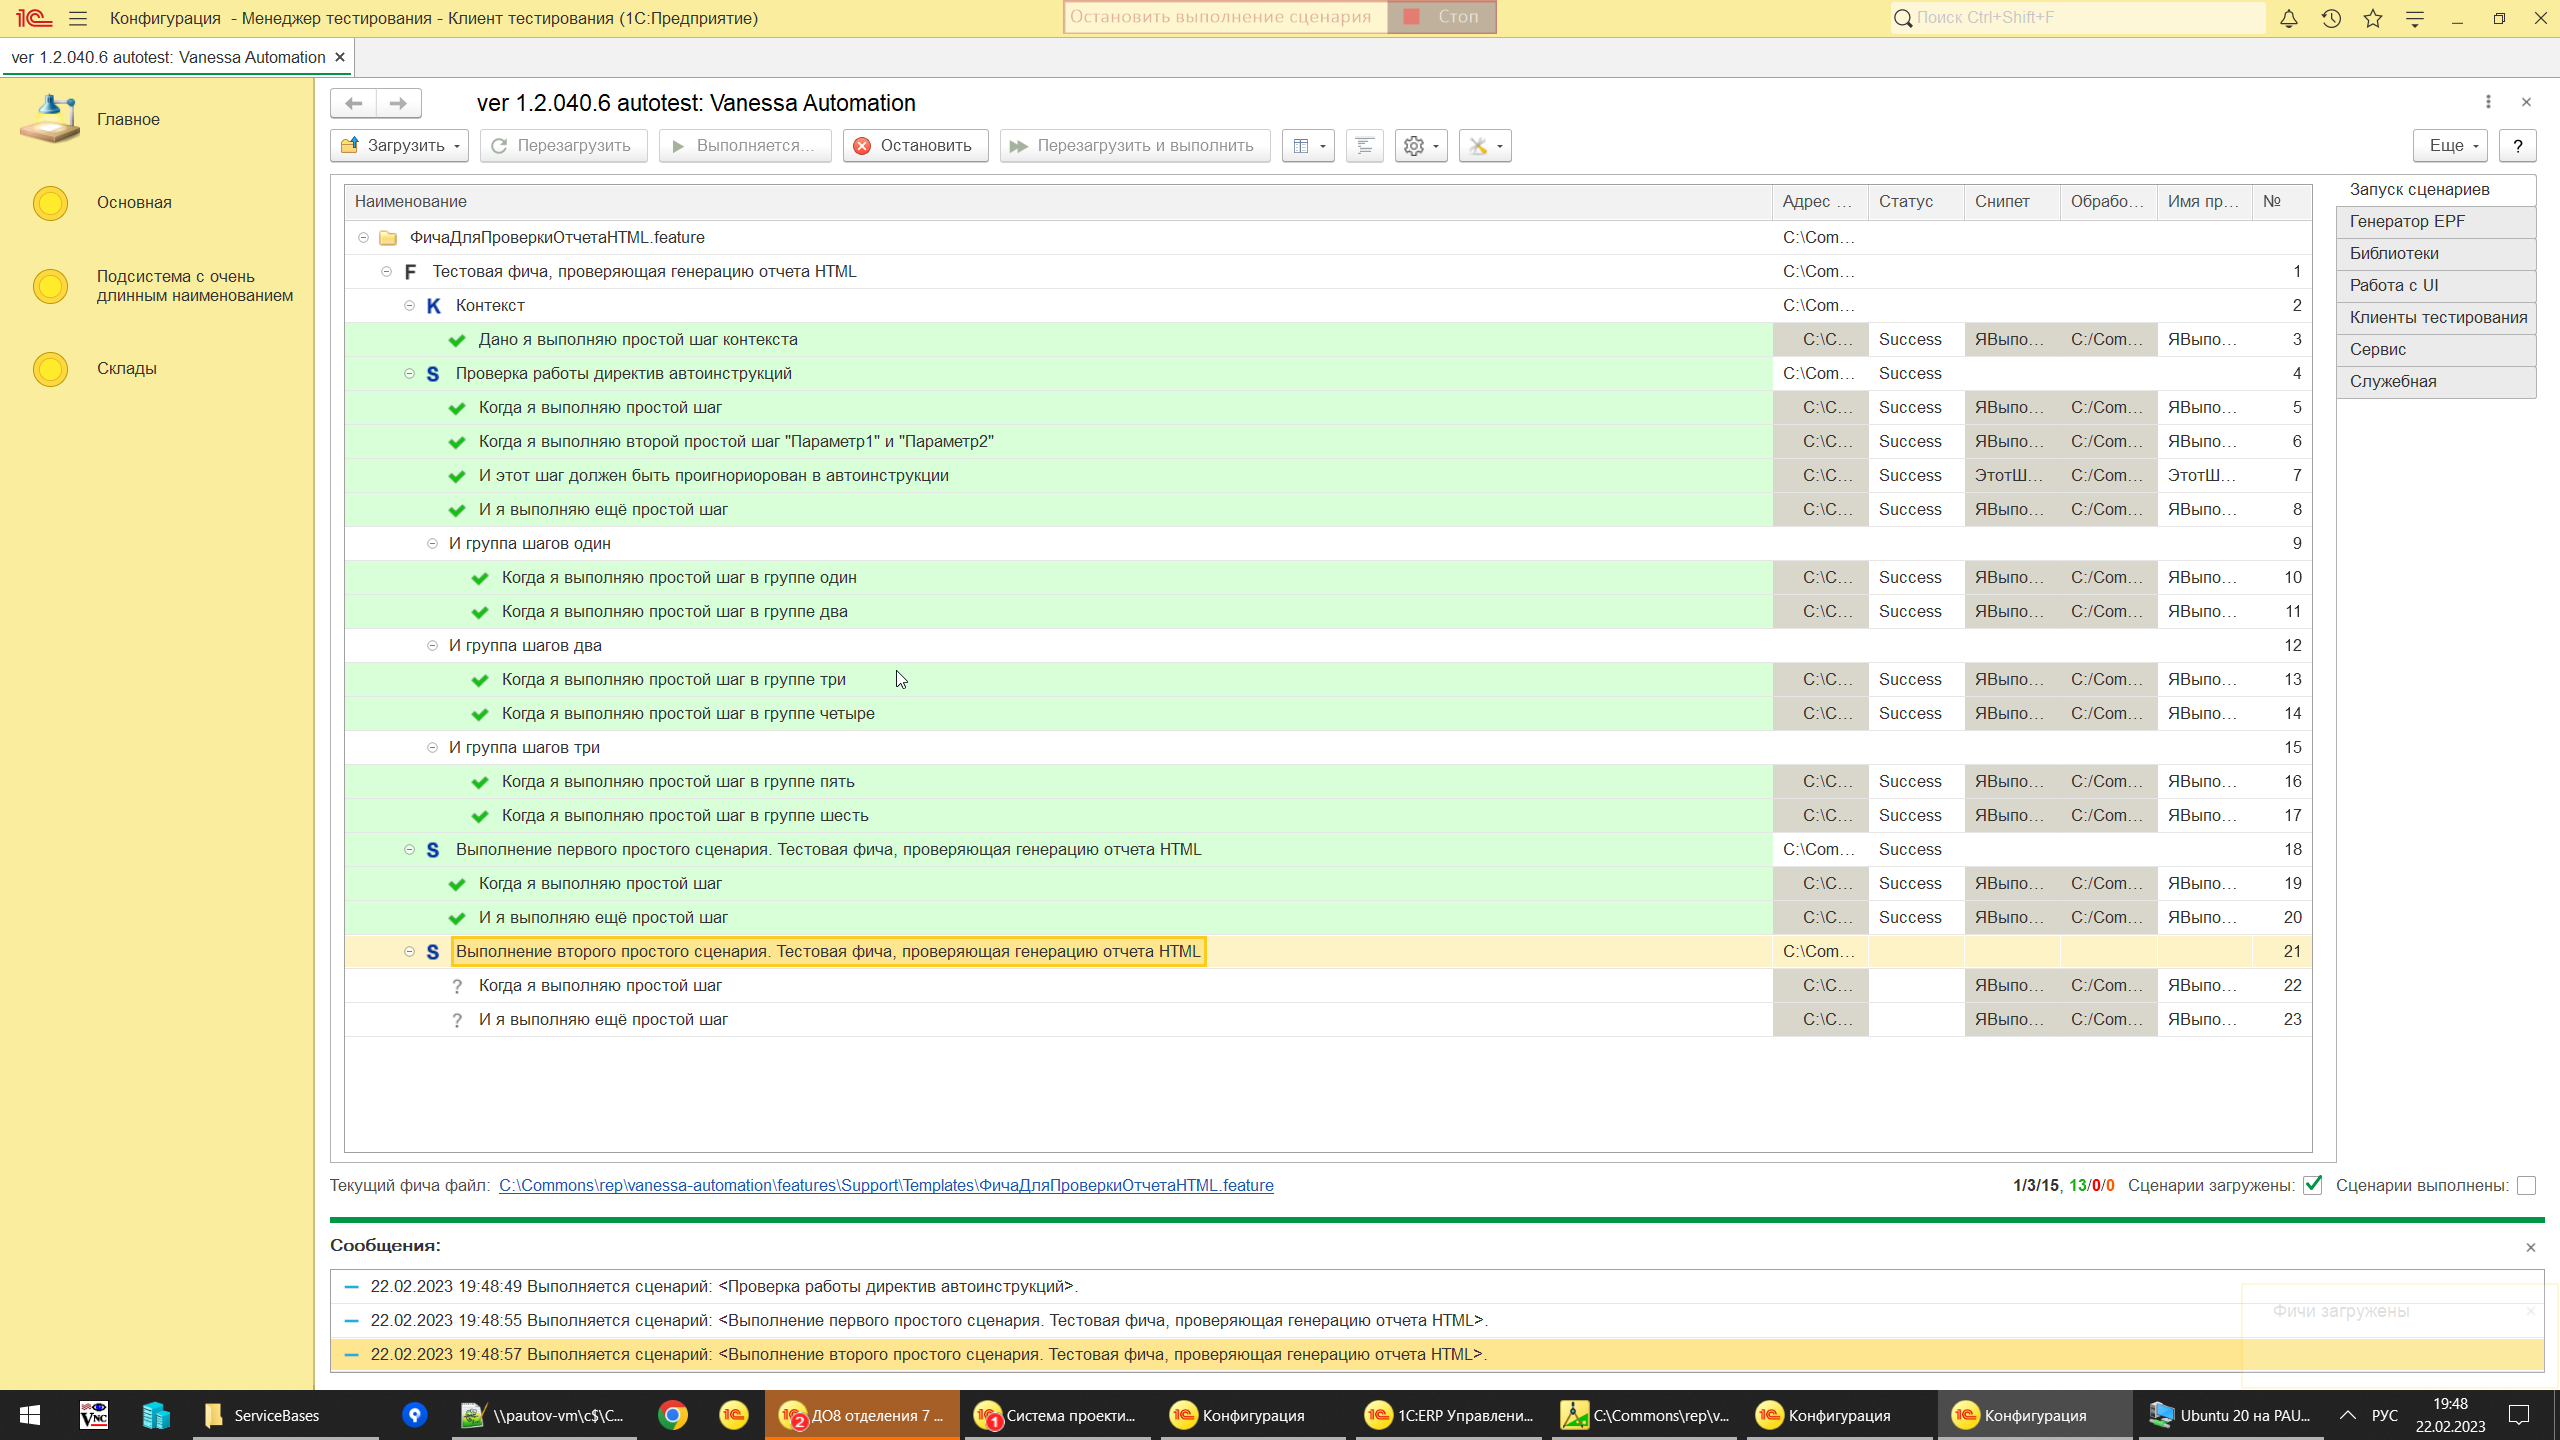 Конфигурация - Менеджер тестирования - Клиент тестирования (1С:Предприятие)
Остановить выполнение сценария Стоп
Поиск Ctrl+Shift+F
ver 1.2.040.6 autotest: Vanessa Automation
Главное
Основная
Подсистема с очень
длинным наименованием
Склады
ver 1.2.040.6 autotest: Vanessa Automation
Загрузить Перезагрузить Выполняется... Остановить Перезагрузить и выполнить Еще ?
Наименование Адрес ... Статус Снипет Обрабо... Имя пр... №
ФичаДляПроверкиОтчетаHTML.feature C:\Com...
F Тестовая фича, проверяющая генерацию отчета HTML C:\Com... 1
K Контекст C:\Com... 2
Дано я выполняю простой шаг контекста C:\C... Success ЯВыпо... C:/Com... ЯВыпо... 3
S Проверка работы директив автоинструкций C:\Com... Success 4
Когда я выполняю простой шаг C:\C... Success ЯВыпо... C:/Com... ЯВыпо... 5
Когда я выполняю второй простой шаг "Параметр1" и "Параметр2" C:\C... Success ЯВыпо... C:/Com... ЯВыпо... 6
И этот шаг должен быть проигнориорован в автоинструкции C:\C... Success ЭтотШ... C:/Com... ЭтотШ... 7
И я выполняю ещё простой шаг C:\C... Success ЯВыпо... C:/Com... ЯВыпо... 8
И группа шагов один 9
Когда я выполняю простой шаг в группе один C:\C... Success ЯВыпо... C:/Com... ЯВыпо... 10
Когда я выполняю простой шаг в группе два C:\C... Success ЯВыпо... C:/Com... ЯВыпо... 11
И группа шагов два 12
Когда я выполняю простой шаг в группе три C:\C... Success ЯВыпо... C:/Com... ЯВыпо... 13
Когда я выполняю простой шаг в группе четыре C:\C... Success ЯВыпо... C:/Com... ЯВыпо... 14
И группа шагов три 15
Когда я выполняю простой шаг в группе пять C:\C... Success ЯВыпо... C:/Com... ЯВыпо... 16
Когда я выполняю простой шаг в группе шесть C:\C... Success ЯВыпо... C:/Com... ЯВыпо... 17
S Выполнение первого простого сценария. Тестовая фича, проверяющая генерацию отчета HTML C:\Com... Success 18
Когда я выполняю простой шаг C:\C... Success ЯВыпо... C:/Com... ЯВыпо... 19
И я выполняю ещё простой шаг C:\C... Success ЯВыпо... C:/Com... ЯВыпо... 20
S Выполнение второго простого сценария. Тестовая фича, проверяющая генерацию отчета HTML C:\Com... 21
? Когда я выполняю простой шаг C:\C... ЯВыпо... C:/Com... ЯВыпо... 22
? И я выполняю ещё простой шаг C:\C... ЯВыпо... C:/Com... ЯВыпо... 23
Запуск сценариев
Генератор EPF
Библиотеки
Работа с UI
Клиенты тестирования
Сервис
Служебная
Текущий фича файл: C:\Commons\rep\vanessa-automation\features\Support\Templates\ФичаДляПроверкиОтчетаHTML.feature 1/3/15, 13/0/0 Сценарии загружены: Сценарии выполнены:
Сообщения:
22.02.2023 19:48:49 Выполняется сценарий: <Проверка работы директив автоинструкций>.
22.02.2023 19:48:55 Выполняется сценарий: <Выполнение первого простого сценария. Тестовая фича, проверяющая генерацию отчета HTML>.
22.02.2023 19:48:57 Выполняется сценарий: <Выполнение второго простого сценария. Тестовая фича, проверяющая генерацию отчета HTML>.
Фичи загружены
VNC ServiceBases \\pautov-vm\c$\C... 2 ДО8 отделения 7 ... 1 Система проекти... Конфигурация 1С:ERP Управлени... C:\Commons\rep\v... Конфигурация Конфигурация Ubuntu 20 на PAU... РУС 19:48
22.02.2023